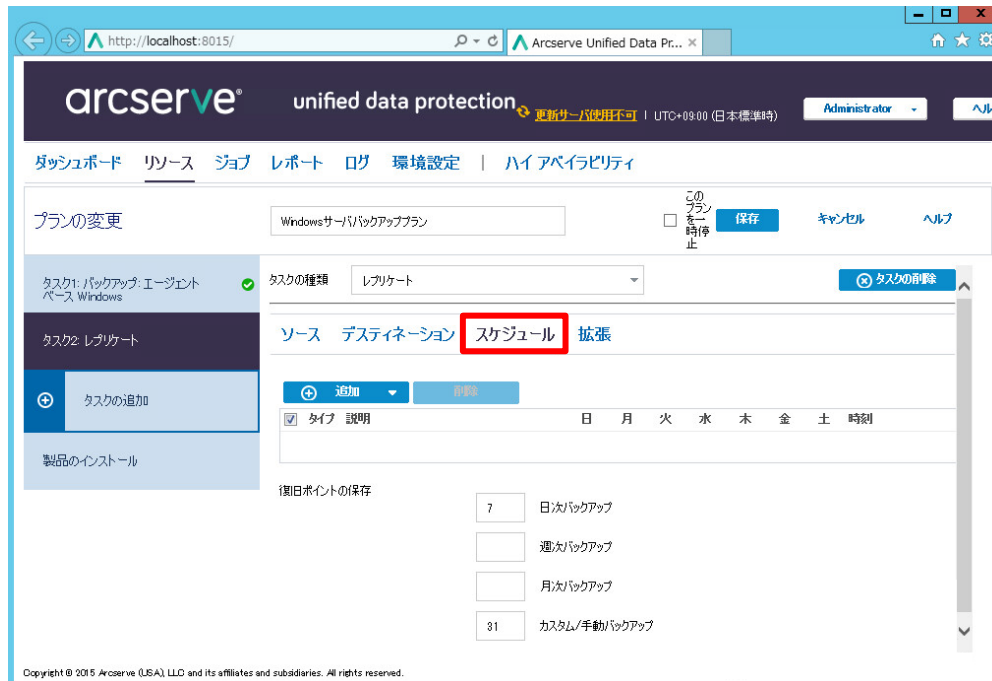 http://localhost:8015/
Arcserve Unified Data Pr...
arcserve®
unified data protection
更新サーバ使用不可 | UTC+09:00 (日本標準時)
Administrator
ヘル
ダッシュボード リソース ジョブ レポート ログ 環境設定 | ハイ アベイラビリティ
プランの変更
Windowsサーババックアッププラン
この
プラン
を一
時停
止
保存
キャンセル
ヘルプ
タスク1: バックアップ: エージェント
ベース Windows
タスク2: レプリケート
タスクの追加
製品のインストール
タスクの種類
レプリケート
タスクの削除
ソース デスティネーション スケジュール 拡張
追加
削除
タイプ 説明 日 月 火 水 木 金 土 時刻
復旧ポイントの保存
7 日次バックアップ
週次バックアップ
月次バックアップ
31 カスタム/手動バックアップ
Copyright © 2015 Arcserve (USA), LLC and its affiliates and subsidiaries. All rights reserved.